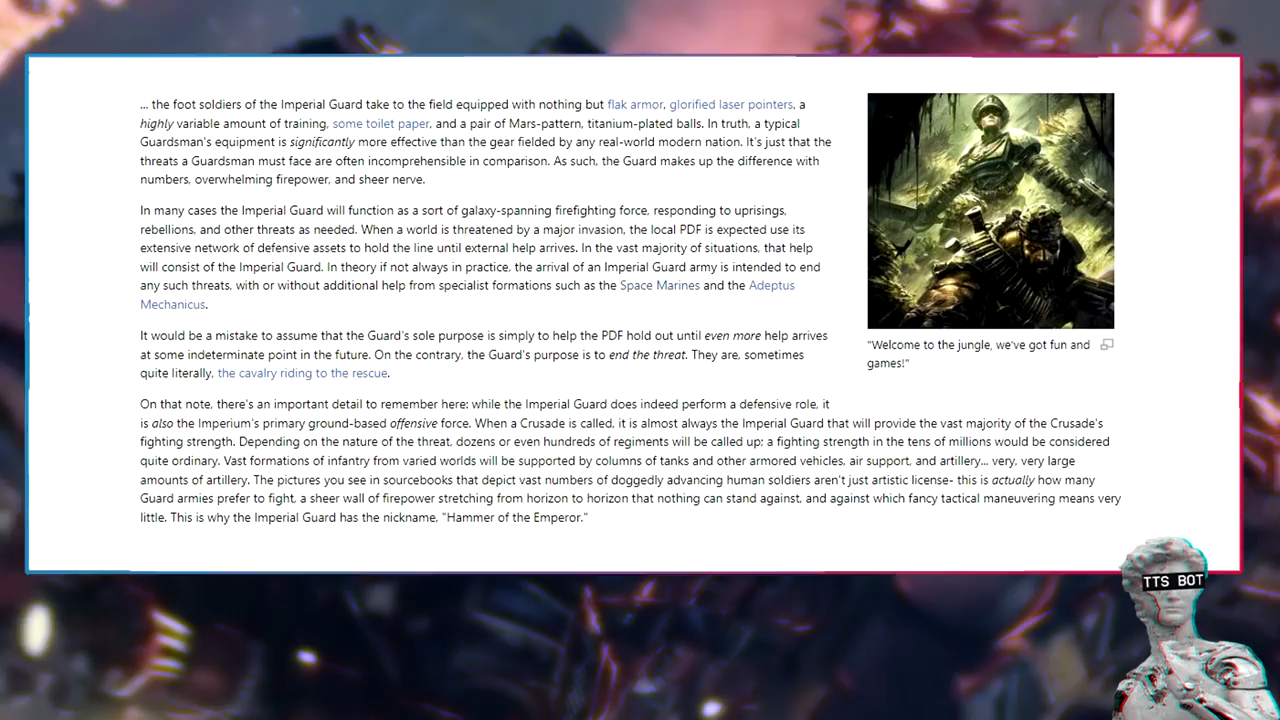 ... the foot soldiers of the Imperial Guard take to the field equipped with nothing but flak armor, glorified laser pointers, a
highly variable amount of training, some toilet paper, and a pair of Mars-pattern, titanium-plated balls. In truth, a typical
Guardsman's equipment is significantly more effective than the gear fielded by any real-world modern nation. It's just that the
threats a Guardsman must face are often incomprehensible in comparison. As such, the Guard makes up the difference with
numbers, overwhelming firepower, and sheer nerve.
In many cases the Imperial Guard will function as a sort of galaxy-spanning firefighting force, responding to uprisings,
rebellions, and other threats as needed. When a world is threatened by a major invasion, the local PDF is expected use its
extensive network of defensive assets to hold the line until external help arrives. In the vast majority of situations, that help
will consist of the Imperial Guard. In theory if not always in practice, the arrival of an Imperial Guard army is intended to end
any such threats, with or without additional help from specialist formations such as the Space Marines and the Adeptus
Mechanicus.
It would be a mistake to assume that the Guard's sole purpose is simply to help the PDF hold out until even more help arrives
at some indeterminate point in the future. On the contrary, the Guard's purpose is to end the threat. They are, sometimes
quite literally, the cavalry riding to the rescue.
"Welcome to the jungle, we've got fun and
games!"
On that note, there's an important detail to remember here: while the Imperial Guard does indeed perform a defensive role, it
is also the Imperium's primary ground-based offensive force. When a Crusade is called, it is almost always the Imperial Guard that will provide the vast majority of the Crusade's
fighting strength. Depending on the nature of the threat, dozens or even hundreds of regiments will be called up; a fighting strength in the tens of millions would be considered
quite ordinary. Vast formations of infantry from varied worlds will be supported by columns of tanks and other armored vehicles, air support, and artillery... very, very large
amounts of artillery. The pictures you see in sourcebooks that depict vast numbers of doggedly advancing human soldiers aren't just artistic license- this is actually how many
Guard armies prefer to fight, a sheer wall of firepower stretching from horizon to horizon that nothing can stand against, and against which fancy tactical maneuvering means very
little. This is why the Imperial Guard has the nickname, "Hammer of the Emperor."
TTS BOT